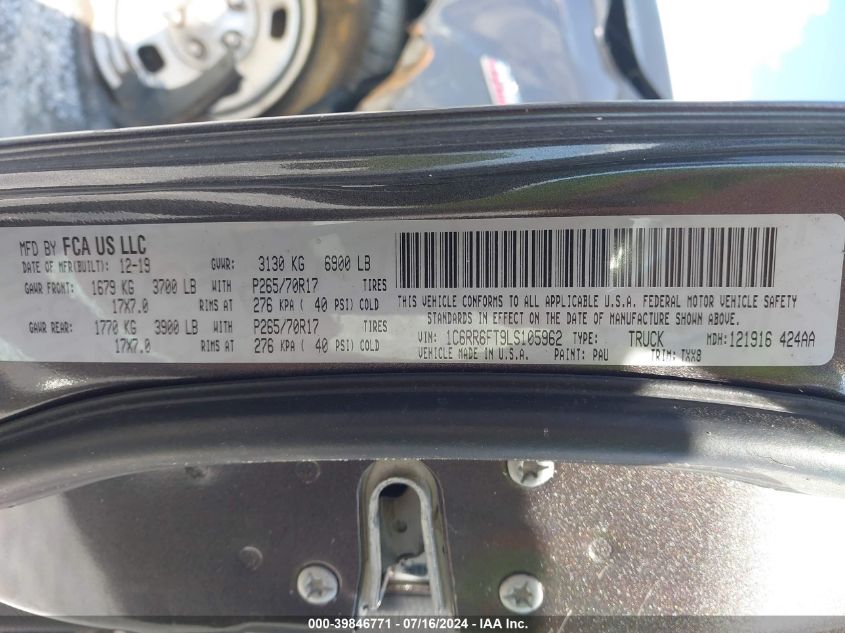 MFD BY FCA US LLC
DATE OF MFR(BUILT): 12-19 GVWR: 3130 KG 6900 LB
GAWR FRONT: 1679 KG 3700 LB WITH P265/70R17 TIRES
17X7.0 RIMS AT 276 KPA ( 40 PSI) COLD
GAWR REAR: 1770 KG 3900 LB WITH P265/70R17 TIRES
17X7.0 RIMS AT 276 KPA ( 40 PSI) COLD
THIS VEHICLE CONFORMS TO ALL APPLICABLE U.S.A. FEDERAL MOTOR VEHICLE SAFETY
STANDARDS IN EFFECT ON THE DATE OF MANUFACTURE SHOWN ABOVE.
VIN: 1C6RR6FT9LS105962 TYPE: TRUCK MDH: 121916 424AA
VEHICLE MADE IN U.S.A. PAINT: PAU TRIM: TXX8
000-39846771 - 07/16/2024 - IAA, Inc.